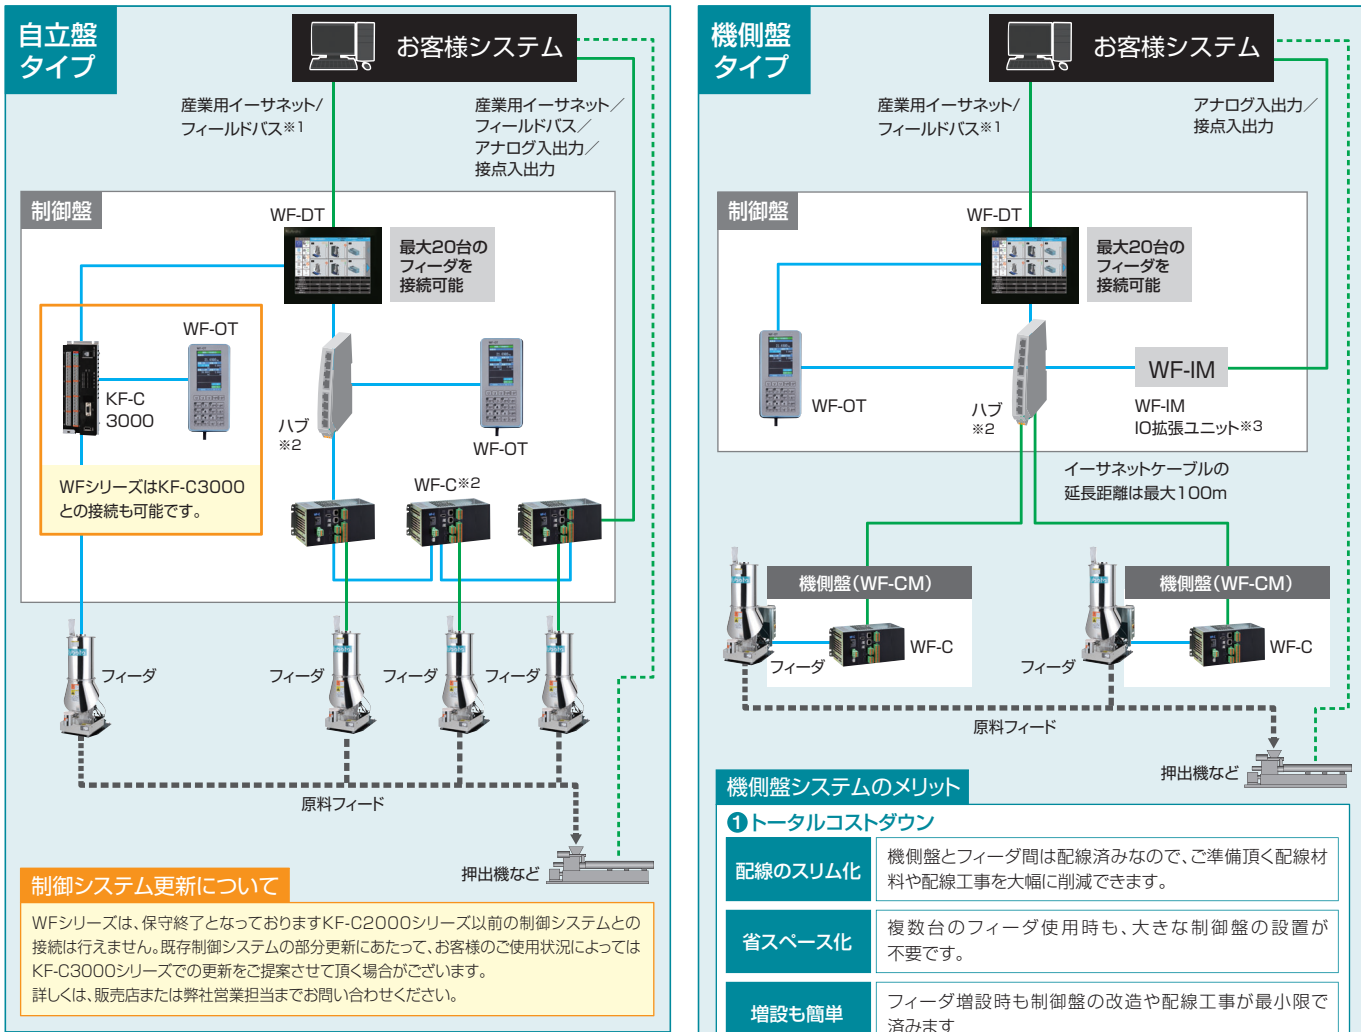 自立盤
タイプ
お客様システム
産業用イーサネット/
フィールドバス※1
産業用イーサネット／
フィールドバス／
アナログ入出力／
接点入出力
制御盤
WF-DT
最大20台の
フィーダを
接続可能
WF-OT
KF-C
3000
ハブ
※2
WF-OT
WFシリーズはKF-C3000
との接続も可能です。
WF-C※2
フィーダ
フィーダ
フィーダ
フィーダ
原料フィード
押出機など
制御システム更新について
WFシリーズは、保守終了となっておりますKF-C2000シリーズ以前の制御システムとの
接続は行えません。既存制御システムの部分更新にあたって、お客様のご使用状況によっては
KF-C3000シリーズでの更新をご提案させて頂く場合がございます。
詳しくは、販売店または弊社営業担当までお問い合わせください。
機側盤
タイプ
お客様システム
産業用イーサネット/
フィールドバス※1
アナログ入出力／
接点入出力
制御盤
WF-DT
最大20台の
フィーダを
接続可能
WF-OT
ハブ
※2
WF-IM
WF-IM
IO拡張ユニット※3
イーサネットケーブルの
延長距離は最大100m
機側盤(WF-CM)
機側盤(WF-CM)
WF-C
WF-C
フィーダ
フィーダ
原料フィード
押出機など
機側盤システムのメリット
❶トータルコストダウン
配線のスリム化
機側盤とフィーダ間は配線済みなので、ご準備頂く配線材
料や配線工事を大幅に削減できます。
省スペース化
複数台のフィーダ使用時も、大きな制御盤の設置が
不要です。
増設も簡単
フィーダ増設時も制御盤の改造や配線工事が最小限で
済みます